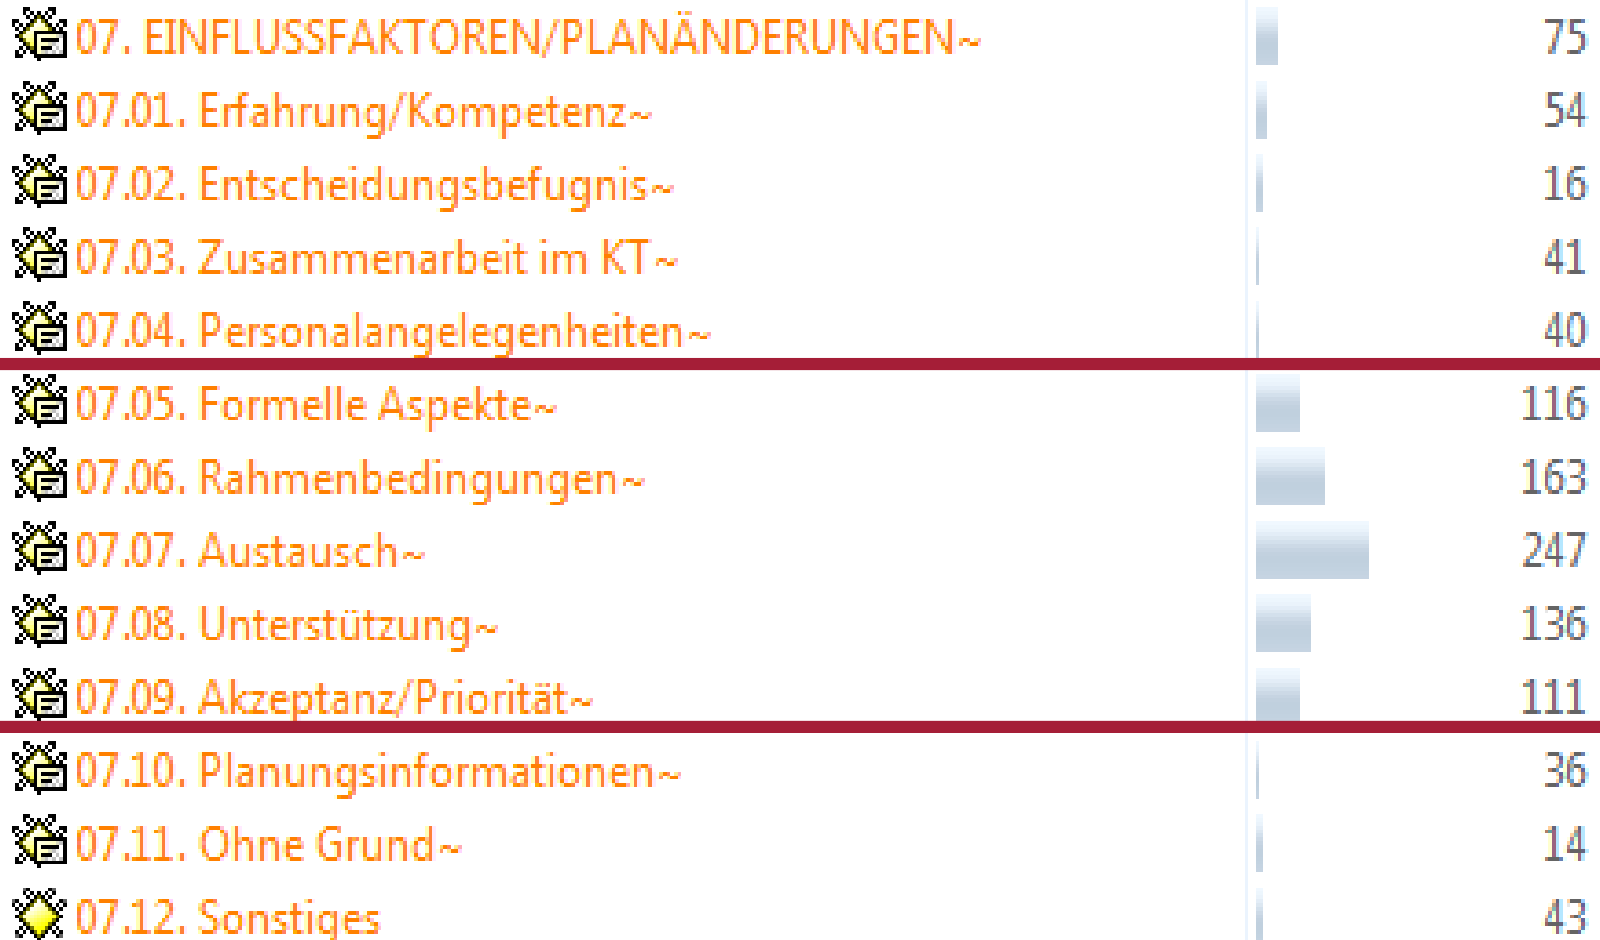 07. EINFLUSSFAKTOREN/PLANÄNDERUNGEN~ 75
07.01. Erfahrung/Kompetenz~ 54
07.02. Entscheidungsbefugnis~ 16
07.03. Zusammenarbeit im KT~ 41
07.04. Personalangelegenheiten~ 40
07.05. Formelle Aspekte~ 116
07.06. Rahmenbedingungen~ 163
07.07. Austausch~ 247
07.08. Unterstützung~ 136
07.09. Akzeptanz/Priorität~ 111
07.10. Planungsinformationen~ 36
07.11. Ohne Grund~ 14
07.12. Sonstiges 43